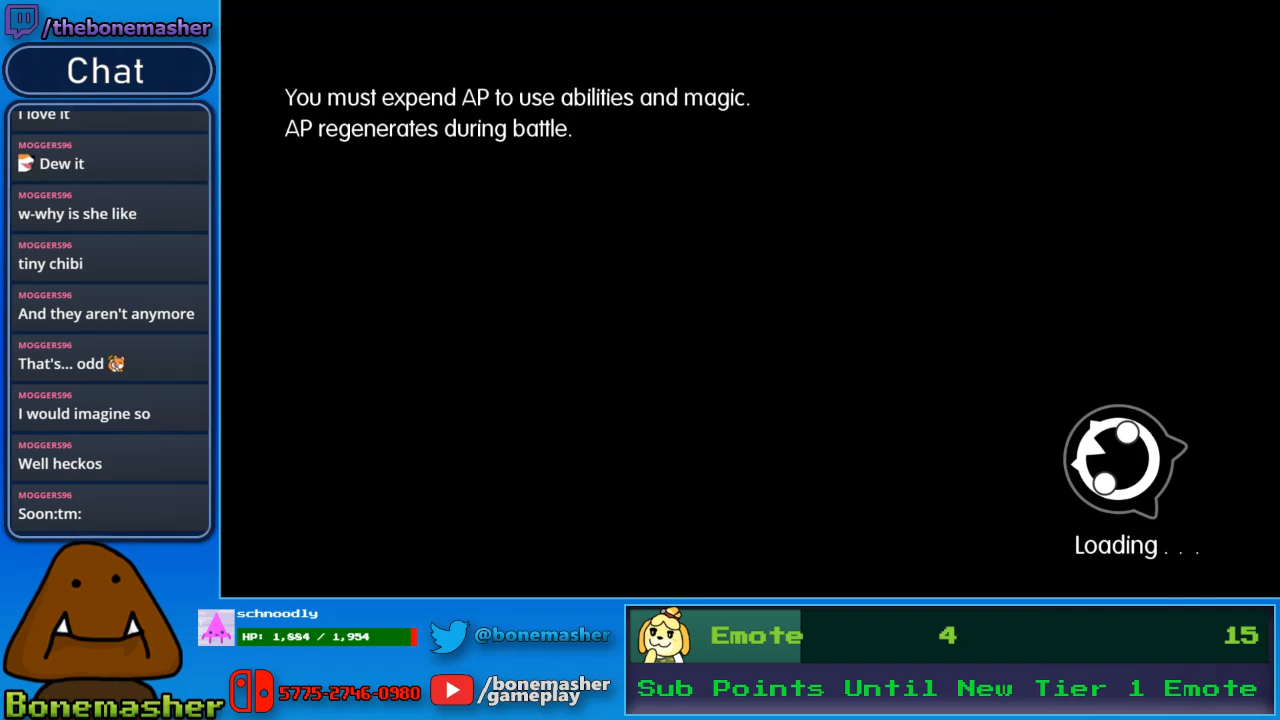 /thebonemasher
Chat
I love it
MOGGERS96
Dew it
MOGGERS96
w-why is she like
MOGGERS96
tiny chibi
MOGGERS96
And they aren't anymore
MOGGERS96
That's... odd
MOGGERS96
I would imagine so
MOGGERS96
Well heckos
MOGGERS96
Soon:tm:
You must expend AP to use abilities and magic.
AP regenerates during battle.
Loading . . .
Bonemasher
schnoodly
HP: 1,884 / 1,954
5775-2746-0980
@bonemasher
/bonemasher
gameplay
Emote 4 15
Sub Points Until New Tier 1 Emote